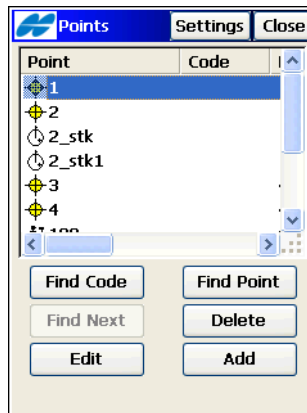 Points Settings Close
Point Code
1
2
2_stk
2_stk1
3
4
Find Code Find Point
Find Next Delete
Edit Add